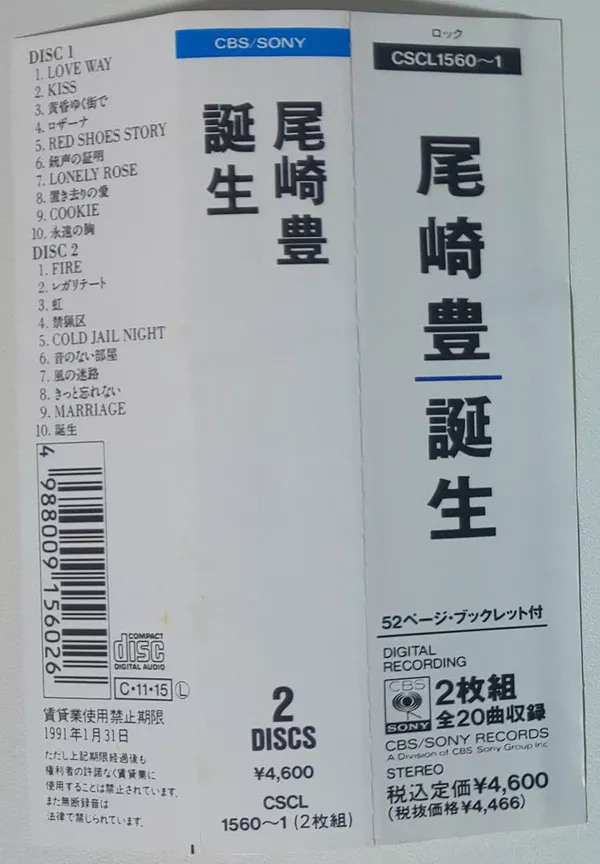 DISC 1
1. LOVE WAY
2. KISS
3. 黄昏ゆく街で
4. ロザーナ
5. RED SHOES STORY
6. 銃声の証明
7. LONELY ROSE
8. 置き去りの愛
9. COOKIE
10. 永遠の胸
DISC 2
1. FIRE
2. レガリテート
3. 虹
4. 禁猟区
5. COLD JAIL NIGHT
6. 音のない部屋
7. 風の迷路
8. きっと忘れない
9. MARRIAGE
10. 誕生
4 988009 156026
COMPACT
disc
DIGITAL AUDIO
C・11・15 L
賃貸業使用禁止期限
1991年1月31日
ただし上記期限経過後も
権利者の許諾なく賃貸業に
使用することは禁止されています。
また無断録音は
法律で禁じられています。
CBS/SONY
尾崎豊
誕生
2
DISCS
¥4,600
CSCL
1560〜1(2枚組)
ロック
CSCL1560〜1
尾崎豊
誕生
52ページ・ブックレット付
DIGITAL
RECORDING
CBS
SONY
2枚組
全20曲収録
CBS/SONY RECORDS
A Division of CBS Sony Group Inc
STEREO
税込定価¥4,600
(税抜価格¥4,466)